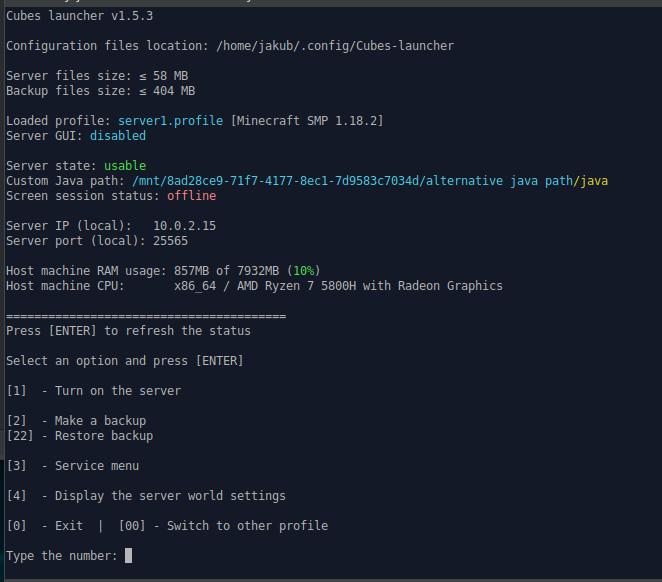 Cubes launcher v1.5.3
Configuration files location: /home/jakub/.config/Cubes-launcher
Server files size: ≤ 58 MB
Backup files size: ≤ 404 MB
Loaded profile: server1.profile [Minecraft SMP 1.18.2]
Server GUI: disabled
Server state: usable
Custom Java path: /mnt/8ad28ce9-71f7-4177-8ec1-7d9583c7034d/alternative java path/java
Screen session status: offline
Server IP (local):   10.0.2.15
Server port (local): 25565
Host machine RAM usage: 857MB of 7932MB (10%)
Host machine CPU:       x86_64 / AMD Ryzen 7 5800H with Radeon Graphics
========================================
Press [ENTER] to refresh the status
Select an option and press [ENTER]
[1]  - Turn on the server
[2]  - Make a backup
[22] - Restore backup
[3]  - Service menu
[4]  - Display the server world settings
[0]  - Exit  |  [00] - Switch to other profile
Type the number: